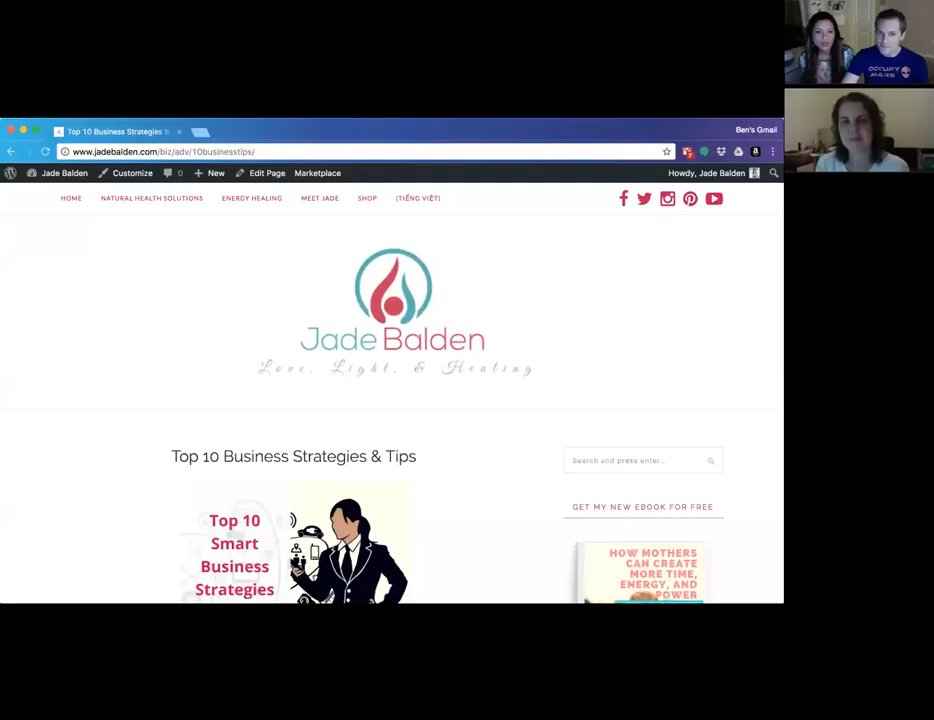 OCCUPY
MARS
Top 10 Business Strategies &
Ben's Gmail
www.jadebalden.com/biz/adv/10businesstips/
Jade Balden
Customize
0
New
Edit Page
Marketplace
Howdy, Jade Balden
HOME
NATURAL HEALTH SOLUTIONS
ENERGY HEALING
MEET JADE
SHOP
(TIẾNG VIỆT)
Jade Balden
Love, Light, & Healing
Top 10 Business Strategies & Tips
Search and press enter...
GET MY NEW EBOOK FOR FREE
Top 10
Smart
Business
Strategies
HOW MOTHERS
CAN CREATE
MORE TIME,
ENERGY, AND
POWER